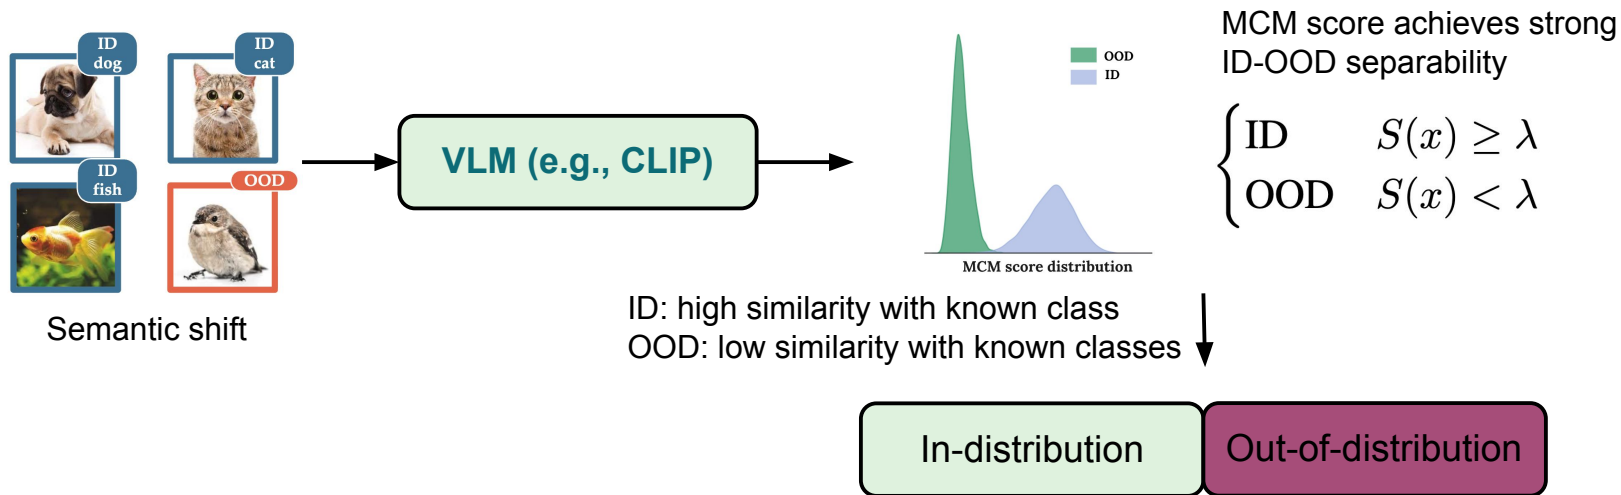 ID
dog
ID
cat
ID
fish
OOD
Semantic shift
VLM (e.g., CLIP)
OOD
ID
MCM score distribution
MCM score achieves strong
ID-OOD separability
ID S(x) ≥ λ
OOD S(x) < λ
ID: high similarity with known class
OOD: low similarity with known classes
In-distribution
Out-of-distribution